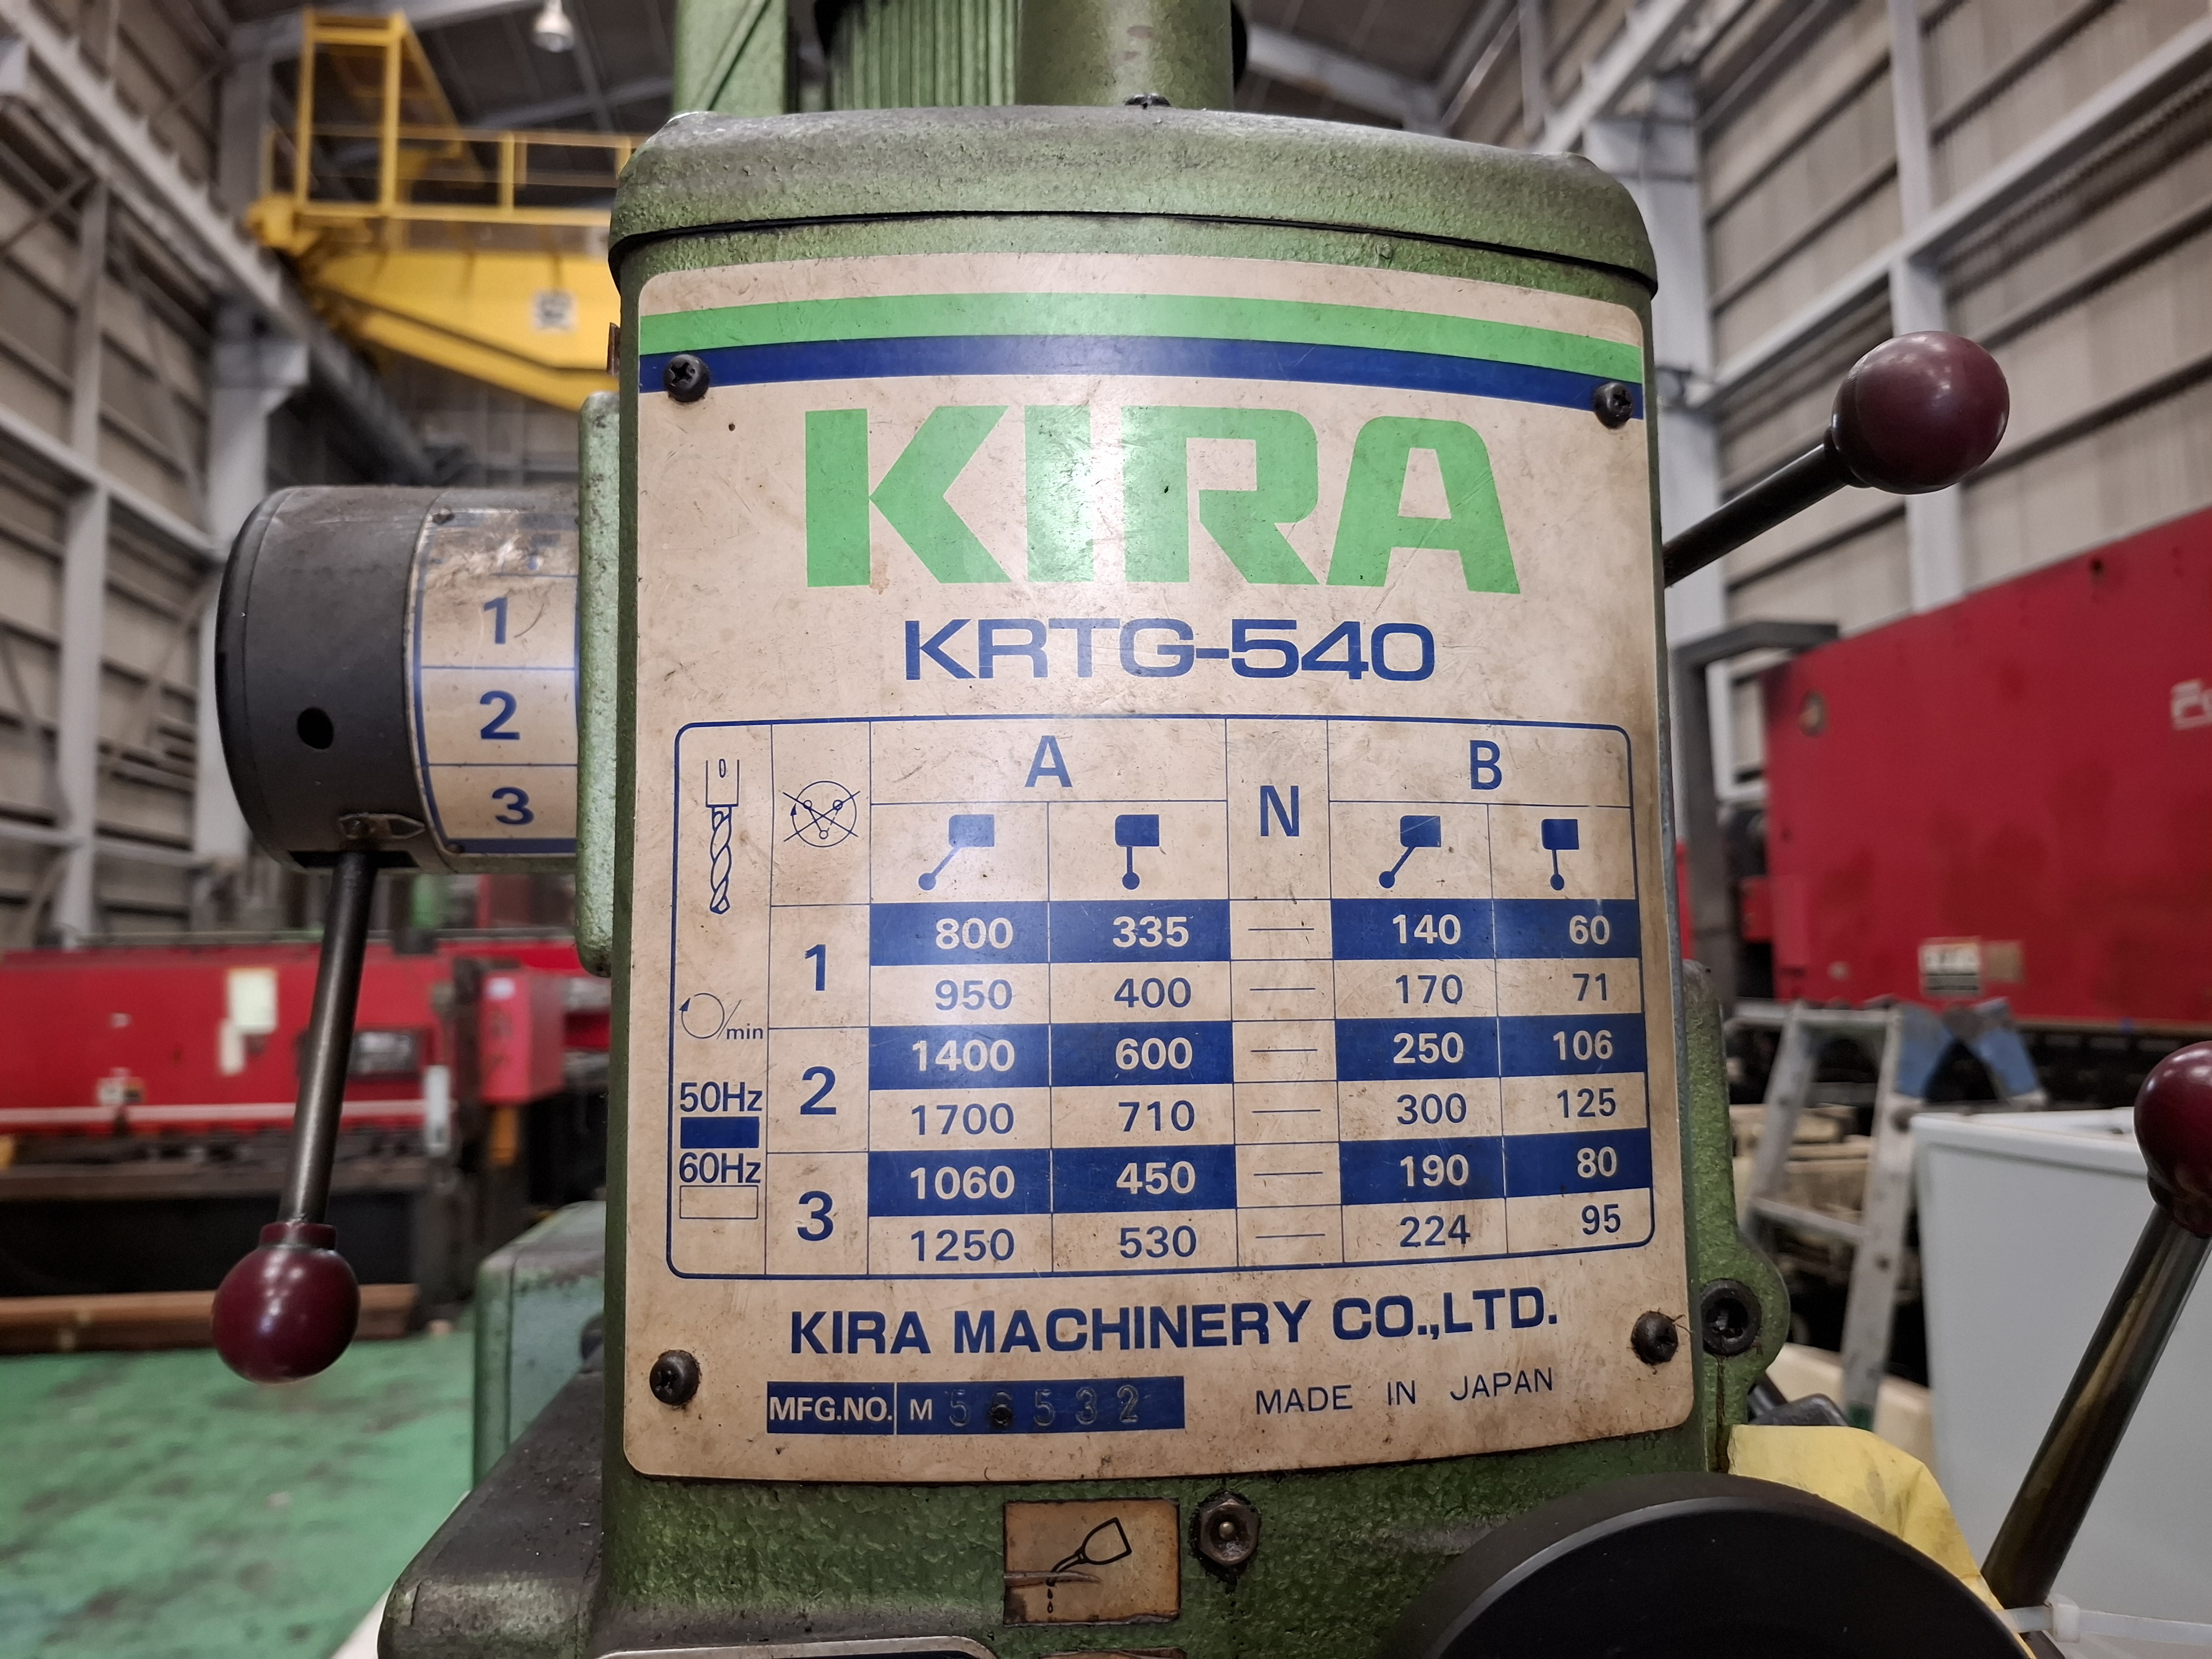 KIRA
KRTG-540
A N B
1 800 335 — 140 60
950 400 — 170 71
/min
2 1400 600 — 250 106
50Hz
1700 710 — 300 125
60Hz
3 1060 450 — 190 80
1250 530 — 224 95
KIRA MACHINERY CO.,LTD.
MFG.NO. M 56532
MADE IN JAPAN
1
2
3